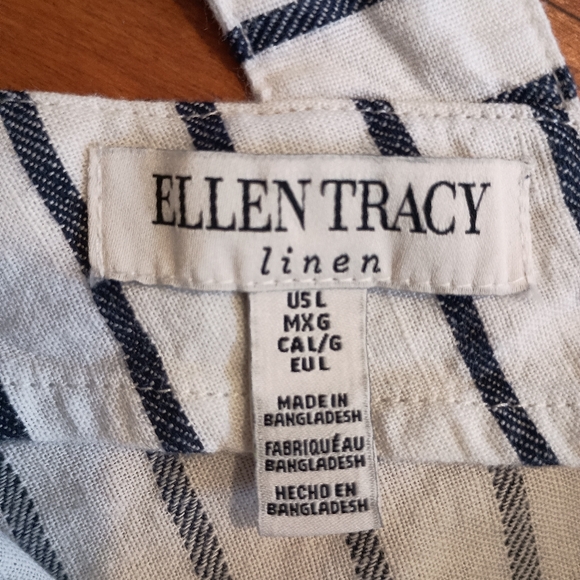 ELLEN TRACY
linen
US L
MX G
CA L/G
EU L
MADE IN
BANGLADESH
FABRIQUÉ AU
BANGLADESH
HECHO EN
BANGLADESH